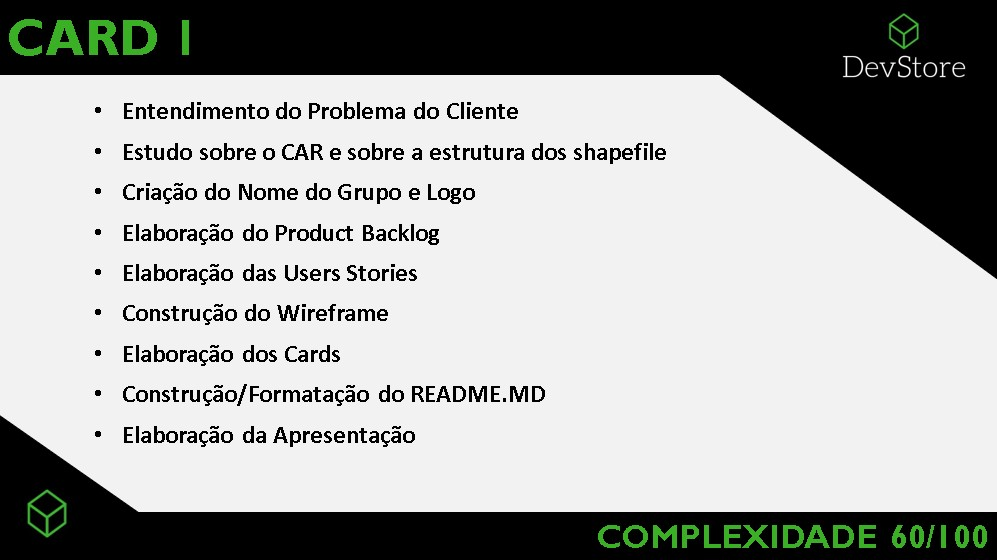 CARD 1
DevStore
• Entendimento do Problema do Cliente
• Estudo sobre o CAR e sobre a estrutura dos shapefile
• Criação do Nome do Grupo e Logo
• Elaboração do Product Backlog
• Elaboração das Users Stories
• Construção do Wireframe
• Elaboração dos Cards
• Construção/Formatação do README.MD
• Elaboração da Apresentação
COMPLEXIDADE 60/100